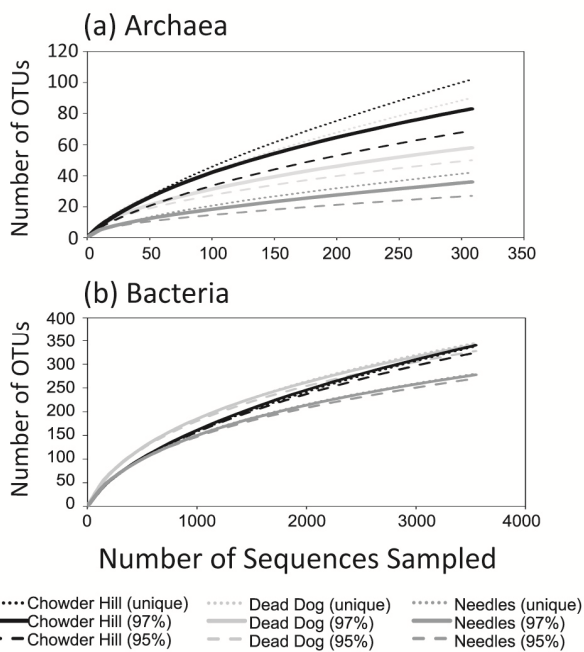 (a) Archaea
Number of OTUs
120
100
80
60
40
20
0
0 50 100 150 200 250 300 350
(b) Bacteria
Number of OTUs
400
350
300
250
200
150
100
50
0
0 1000 2000 3000 4000
Number of Sequences Sampled
Chowder Hill (unique) Dead Dog (unique) Needles (unique)
Chowder Hill (97%) Dead Dog (97%) Needles (97%)
Chowder Hill (95%) Dead Dog (95%) Needles (95%)